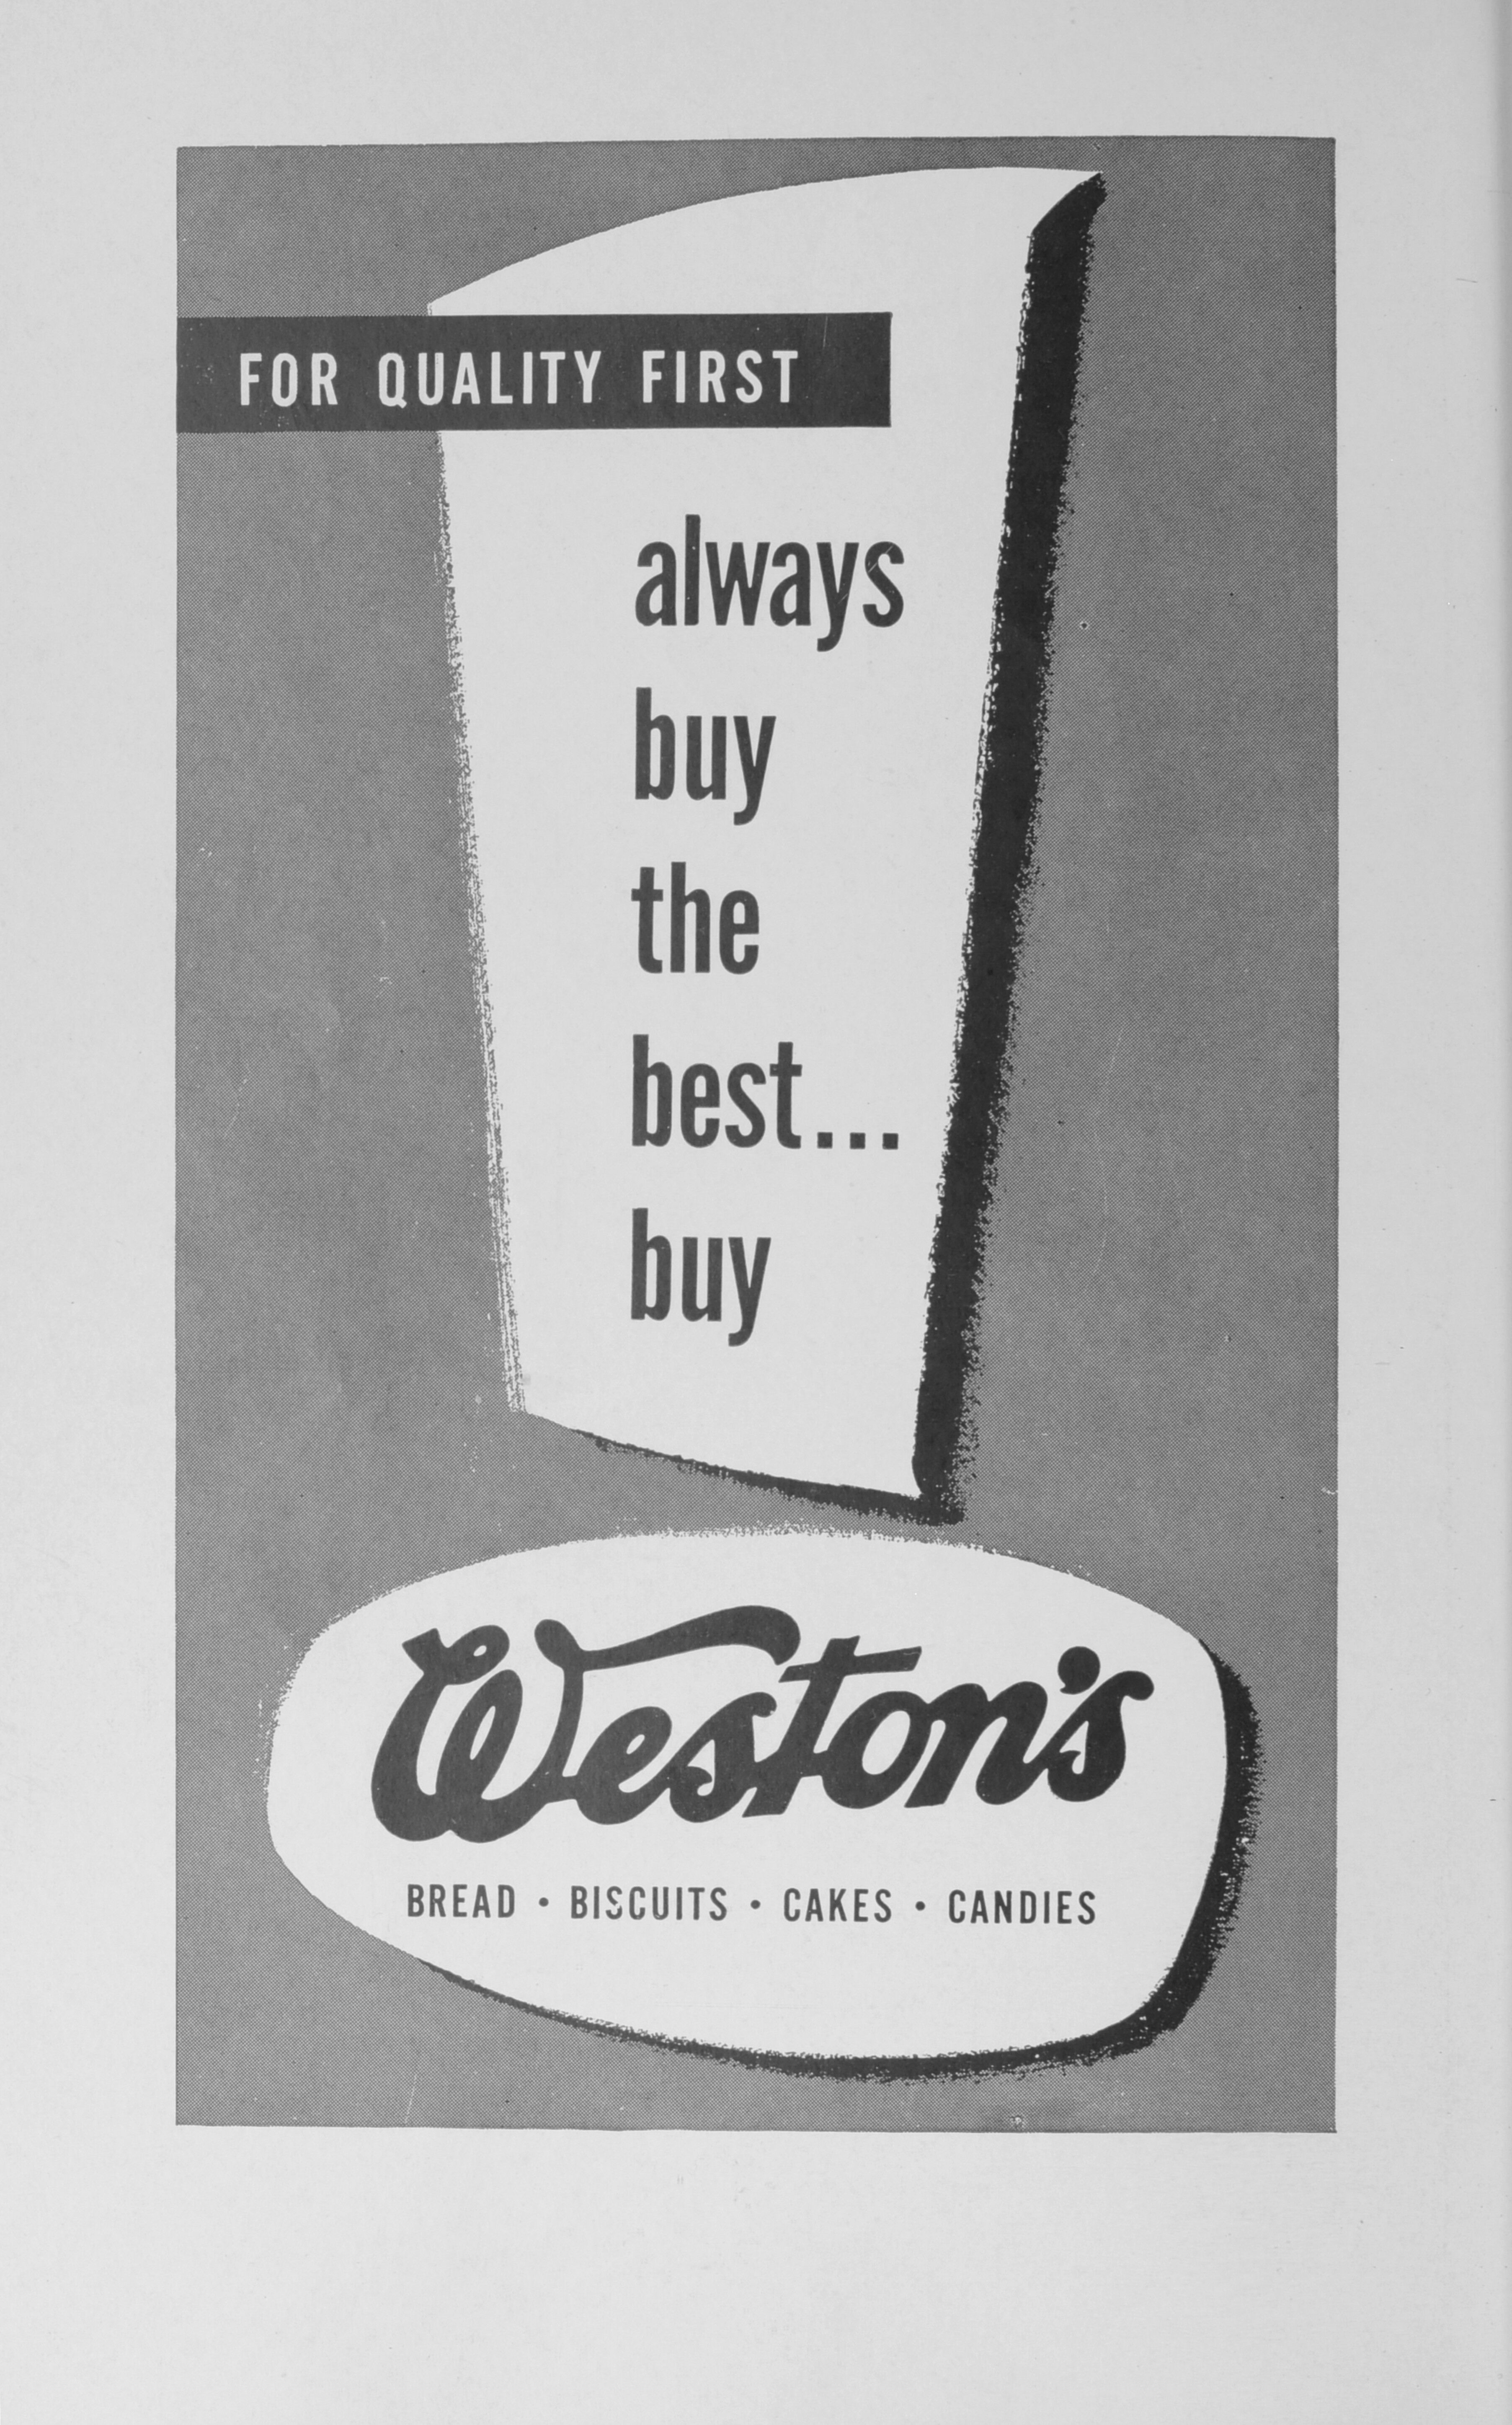 FOR QUALITY FIRST
always
buy
the
best...
buy
Weston's
BREAD • BISCUITS • CAKES • CANDIES